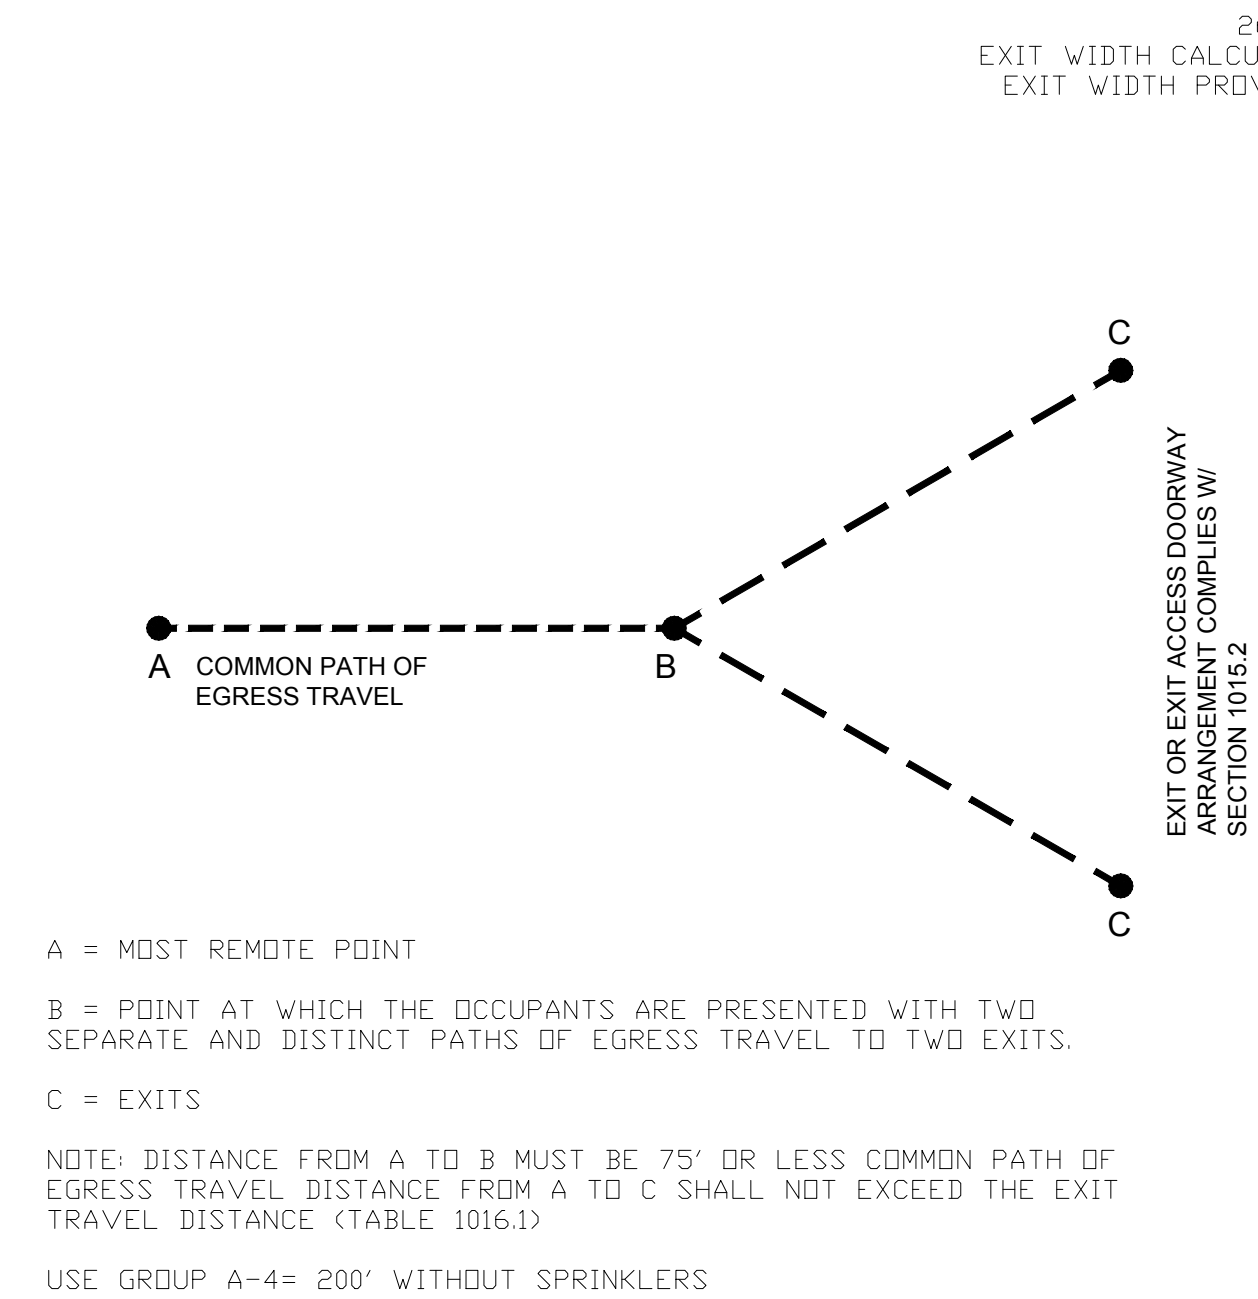 EXIT WIDTH
EXIT WIDTH
C
EXIT OR EXIT ACCESS DOORWAY
ARRANGEMENT COMPLIES W/
SECTION 1015.2
A
COMMON PATH OF
EGRESS TRAVEL
B
C
A = MOST REMOTE POINT
B = POINT AT WHICH THE OCCUPANTS ARE PRESENTED WITH TWO
SEPARATE AND DISTINCT PATHS OF EGRESS TRAVEL TO TWO EXITS.
C = EXITS
NOTE: DISTANCE FROM A TO B MUST BE 75' OR LESS COMMON PATH OF
EGRESS TRAVEL DISTANCE FROM A TO C SHALL NOT EXCEED THE EXIT
TRAVEL DISTANCE (TABLE 1016.1)
USE GROUP A-4= 200' WITHOUT SPRINKLERS